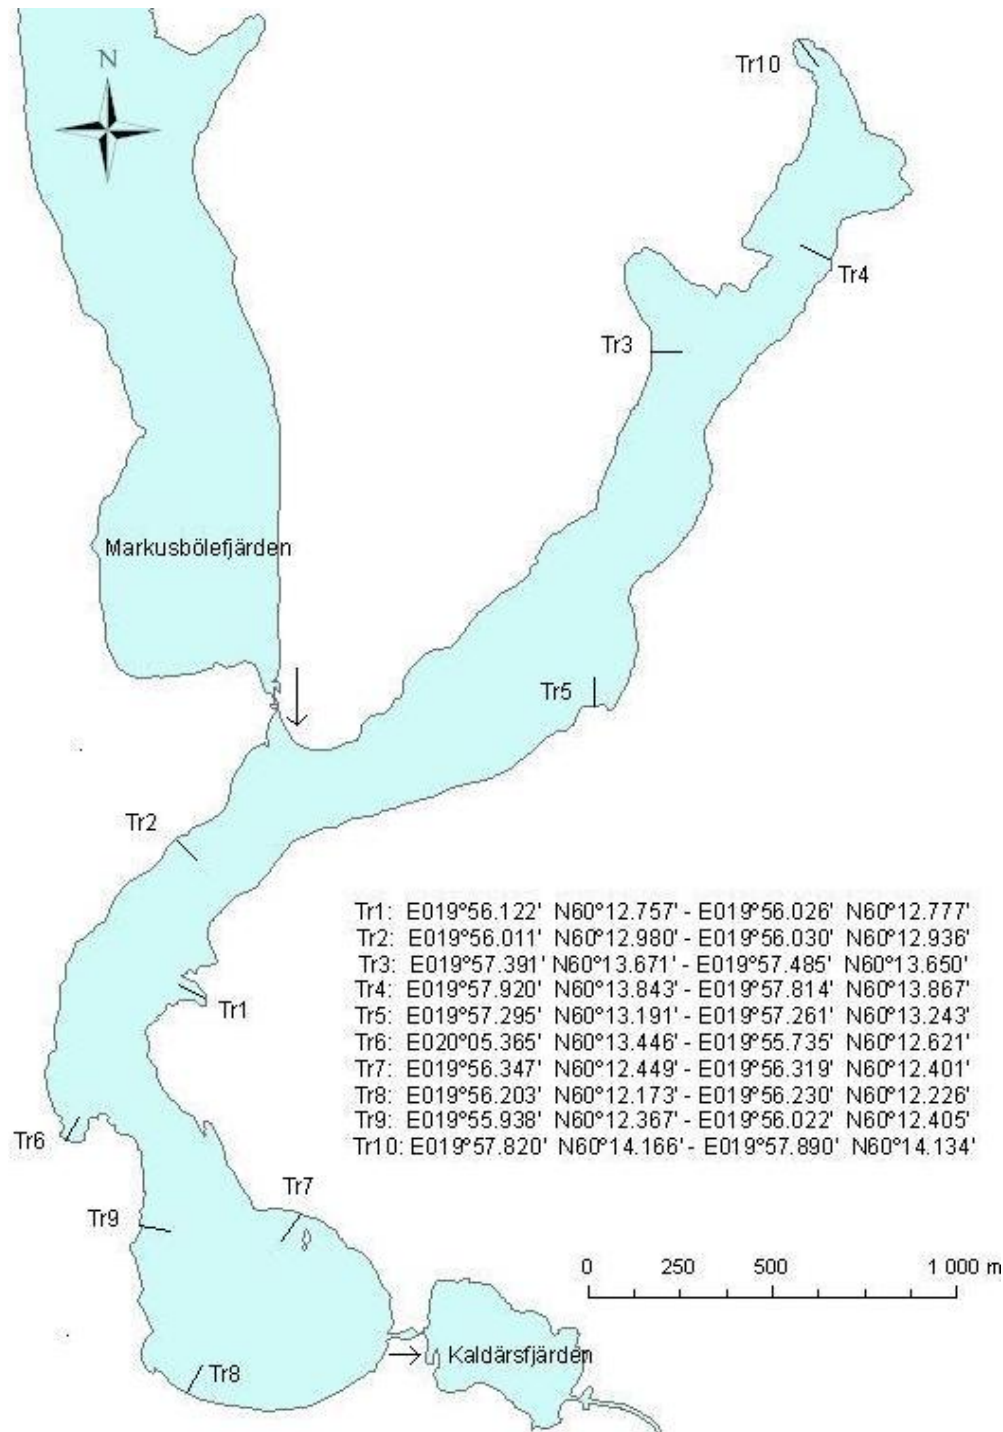 N
Tr10
Tr4
Tr3
Markusbölefjärden
Tr5
Tr2
Tr1: E019°56.122' N60°12.757' - E019°56.026' N60°12.777'
Tr2: E019°56.011' N60°12.980' - E019°56.030' N60°12.936'
Tr3: E019°57.391' N60°13.671' - E019°57.485' N60°13.650'
Tr4: E019°57.920' N60°13.843' - E019°57.814' N60°13.867'
Tr5: E019°57.295' N60°13.191' - E019°57.261' N60°13.243'
Tr6: E020°05.365' N60°13.446' - E019°55.735' N60°12.621'
Tr7: E019°56.347' N60°12.449' - E019°56.319' N60°12.401'
Tr8: E019°56.203' N60°12.173' - E019°56.230' N60°12.226'
Tr9: E019°55.938' N60°12.367' - E019°56.022' N60°12.405'
Tr10: E019°57.820' N60°14.166' - E019°57.890' N60°14.134'
Tr1
Tr6
Tr7
Tr9
0 250 500 1 000 m
Kaldärsfjärden
Tr8